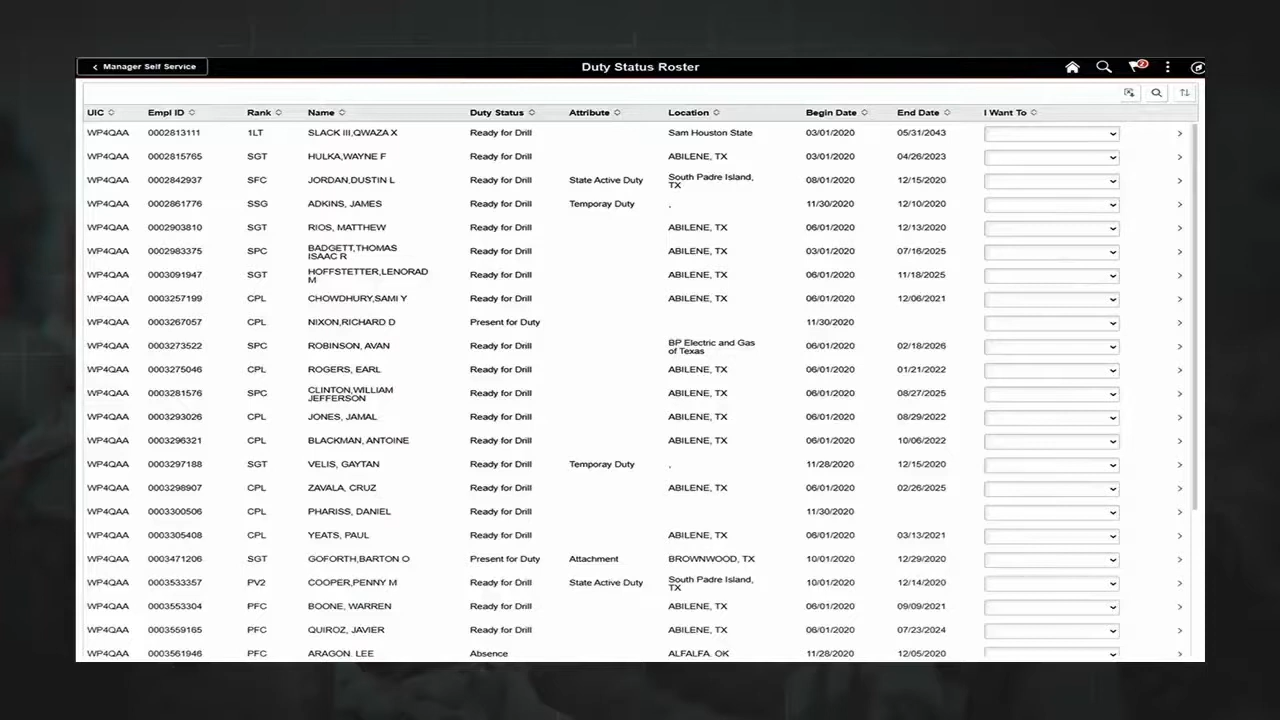 Manager Self Service Duty Status Roster 2
UIC Empl ID Rank Name Duty Status Attribute Location Begin Date End Date I Want To
WP4QAA 0002813111 1LT SLACK III,QWAZA X Ready for Drill Sam Houston State 03/01/2020 05/31/2043
WP4QAA 0002815765 SGT HULKA,WAYNE F Ready for Drill ABILENE, TX 03/01/2020 04/26/2023
WP4QAA 0002842937 SFC JORDAN,DUSTIN L Ready for Drill State Active Duty South Padre Island, 08/01/2020 12/15/2020
TX
WP4QAA 0002861776 SSG ADKINS, JAMES Ready for Drill Temporay Duty , 11/30/2020 12/10/2020
WP4QAA 0002903810 SGT RIOS, MATTHEW Ready for Drill ABILENE, TX 06/01/2020 12/13/2020
WP4QAA 0002983375 SPC BADGETT,THOMAS Ready for Drill ABILENE, TX 03/01/2020 07/16/2025
ISAAC R
WP4QAA 0003091947 SGT HOFFSTETTER,LENORAD Ready for Drill ABILENE, TX 06/01/2020 11/18/2025
M
WP4QAA 0003257199 CPL CHOWDHURY,SAMI Y Ready for Drill ABILENE, TX 06/01/2020 12/06/2021
WP4QAA 0003267057 CPL NIXON,RICHARD D Present for Duty 11/30/2020
WP4QAA 0003273522 SPC ROBINSON, AVAN Ready for Drill BP Electric and Gas 06/01/2020 02/18/2026
of Texas
WP4QAA 0003275046 CPL ROGERS, EARL Ready for Drill ABILENE, TX 06/01/2020 01/21/2022
WP4QAA 0003281576 SPC CLINTON,WILLIAM Ready for Drill ABILENE, TX 06/01/2020 08/27/2025
JEFFERSON
WP4QAA 0003293026 CPL JONES, JAMAL Ready for Drill ABILENE, TX 06/01/2020 08/29/2022
WP4QAA 0003296321 CPL BLACKMAN, ANTOINE Ready for Drill ABILENE, TX 06/01/2020 10/06/2022
WP4QAA 0003297188 SGT VELIS, GAYTAN Ready for Drill Temporay Duty , 11/28/2020 12/15/2020
WP4QAA 0003298907 CPL ZAVALA, CRUZ Ready for Drill ABILENE, TX 06/01/2020 02/26/2025
WP4QAA 0003300506 CPL PHARISS, DANIEL Ready for Drill 11/30/2020
WP4QAA 0003305408 CPL YEATS, PAUL Ready for Drill ABILENE, TX 06/01/2020 03/13/2021
WP4QAA 0003471206 SGT GOFORTH,BARTON O Present for Duty Attachment BROWNWOOD, TX 10/01/2020 12/29/2020
WP4QAA 0003533357 PV2 COOPER,PENNY M Ready for Drill State Active Duty South Padre Island, 10/01/2020 12/14/2020
TX
WP4QAA 0003553304 PFC BOONE, WARREN Ready for Drill ABILENE, TX 06/01/2020 09/09/2021
WP4QAA 0003559165 PFC QUIROZ, JAVIER Ready for Drill ABILENE, TX 06/01/2020 07/23/2024
WP4QAA 0003561946 PFC ARAGON, LEE Absence ALFALFA, OK 11/28/2020 12/05/2020